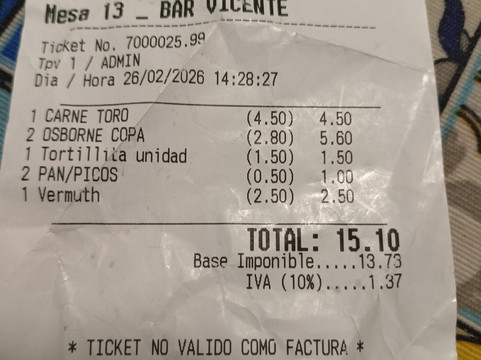 Mesa 13 _ BAR VICENTE
Ticket No. 7000025.99
Tpv 1 / ADMIN
Dia / Hora 26/02/2026 14:28:27
1 CARNE TORO (4.50) 4.50
2 OSBORNE COPA (2.80) 5.60
1 Tortillita unidad (1.50) 1.50
2 PAN/PICOS (0.50) 1.00
1 Vermuth (2.50) 2.50
TOTAL: 15.10
Base Imponible.....13.73
IVA (10%).....1.37
* TICKET NO VALIDO COMO FACTURA *